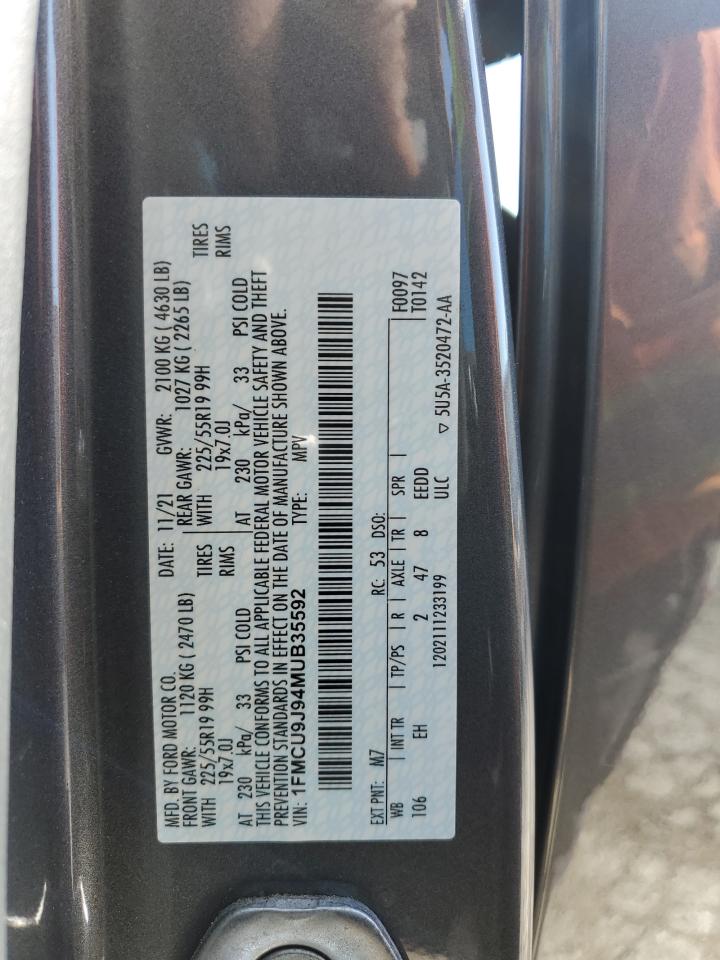 MFD. BY FORD MOTOR CO. DATE: 11/21 GVWR: 2100 KG ( 4630 LB)
FRONT GAWR: 1120 KG ( 2470 LB) REAR GAWR: 1027 KG ( 2265 LB)
WITH 225/55R19 99H TIRES WITH 225/55R19 99H TIRES
19x7.0J RIMS 19x7.0J RIMS
AT 230 kPa/ 33 PSI COLD AT 230 kPa/ 33 PSI COLD
THIS VEHICLE CONFORMS TO ALL APPLICABLE FEDERAL MOTOR VEHICLE SAFETY AND THEFT
PREVENTION STANDARDS IN EFFECT ON THE DATE OF MANUFACTURE SHOWN ABOVE.
VIN: 1FMCU9J94MUB35592 TYPE: MPV
EXT PNT: M7 RC: 53 DSO: F0097
WB INT TR TP/PS R AXLE TR SPR T0142
106 EH 2 47 8 EEDD
1202111233199 ULC ▽ 5U5A-3520472-AA